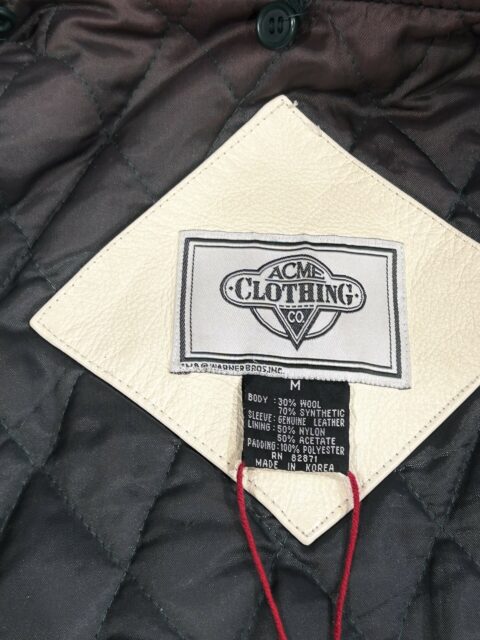 ACME
CLOTHING
CO.
TM & © WARNER BROS. INC.
M
BODY : 30% WOOL
70% SYNTHETIC
SLEEVE: GENUINE LEATHER
LINING : 50% NYLON
50% ACETATE
PADDING: 100% POLYESTER
RN 82871
MADE IN KOREA